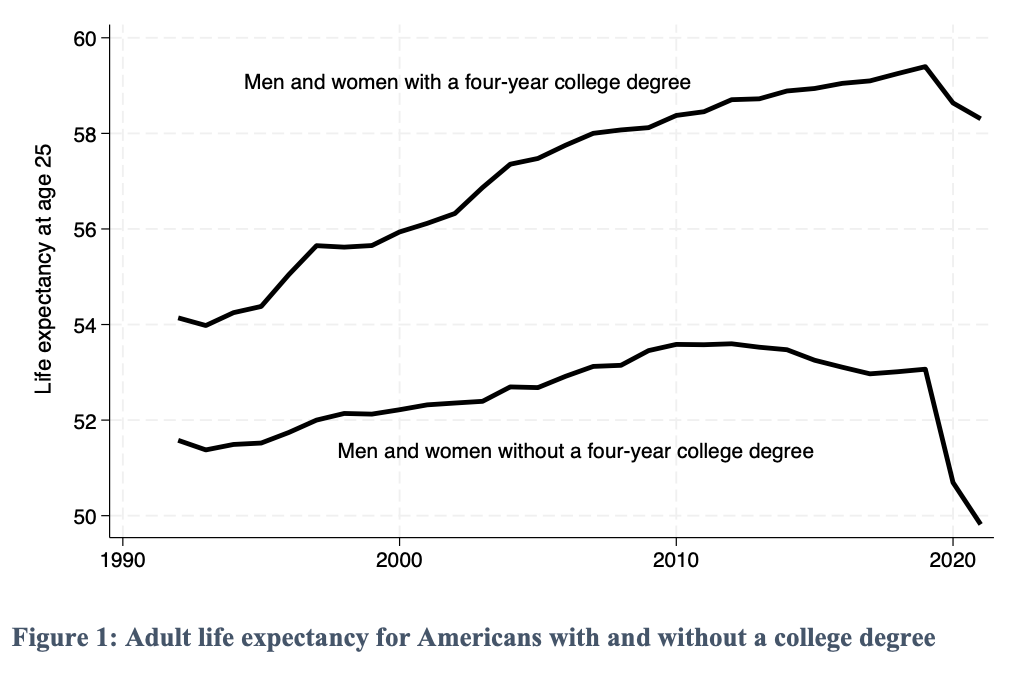 60
Men and women with a four-year college degree
58
56
54
52
Men and women without a four-year college degree
50
Life expectancy at age 25
1990 2000 2010 2020
Figure 1: Adult life expectancy for Americans with and without a college degree